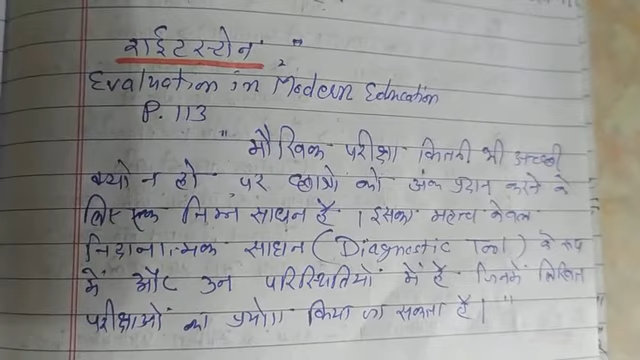 राईटस्टोन "
Evaluation in Modern Education
P. 113
" मौखिक परीक्षा कितनी भी अच्छी
क्यो न हो पर छात्रो को अंक प्रदान करने के
लिए एक निम्न साधन है । इसका महत्व केवल
निदानात्मक साधन (Diagnostic Tool) के रूप
में और उन परिस्थितियों में है जिनमें लिखित
परीक्षाओं का प्रयोग किया जा सकता है । "